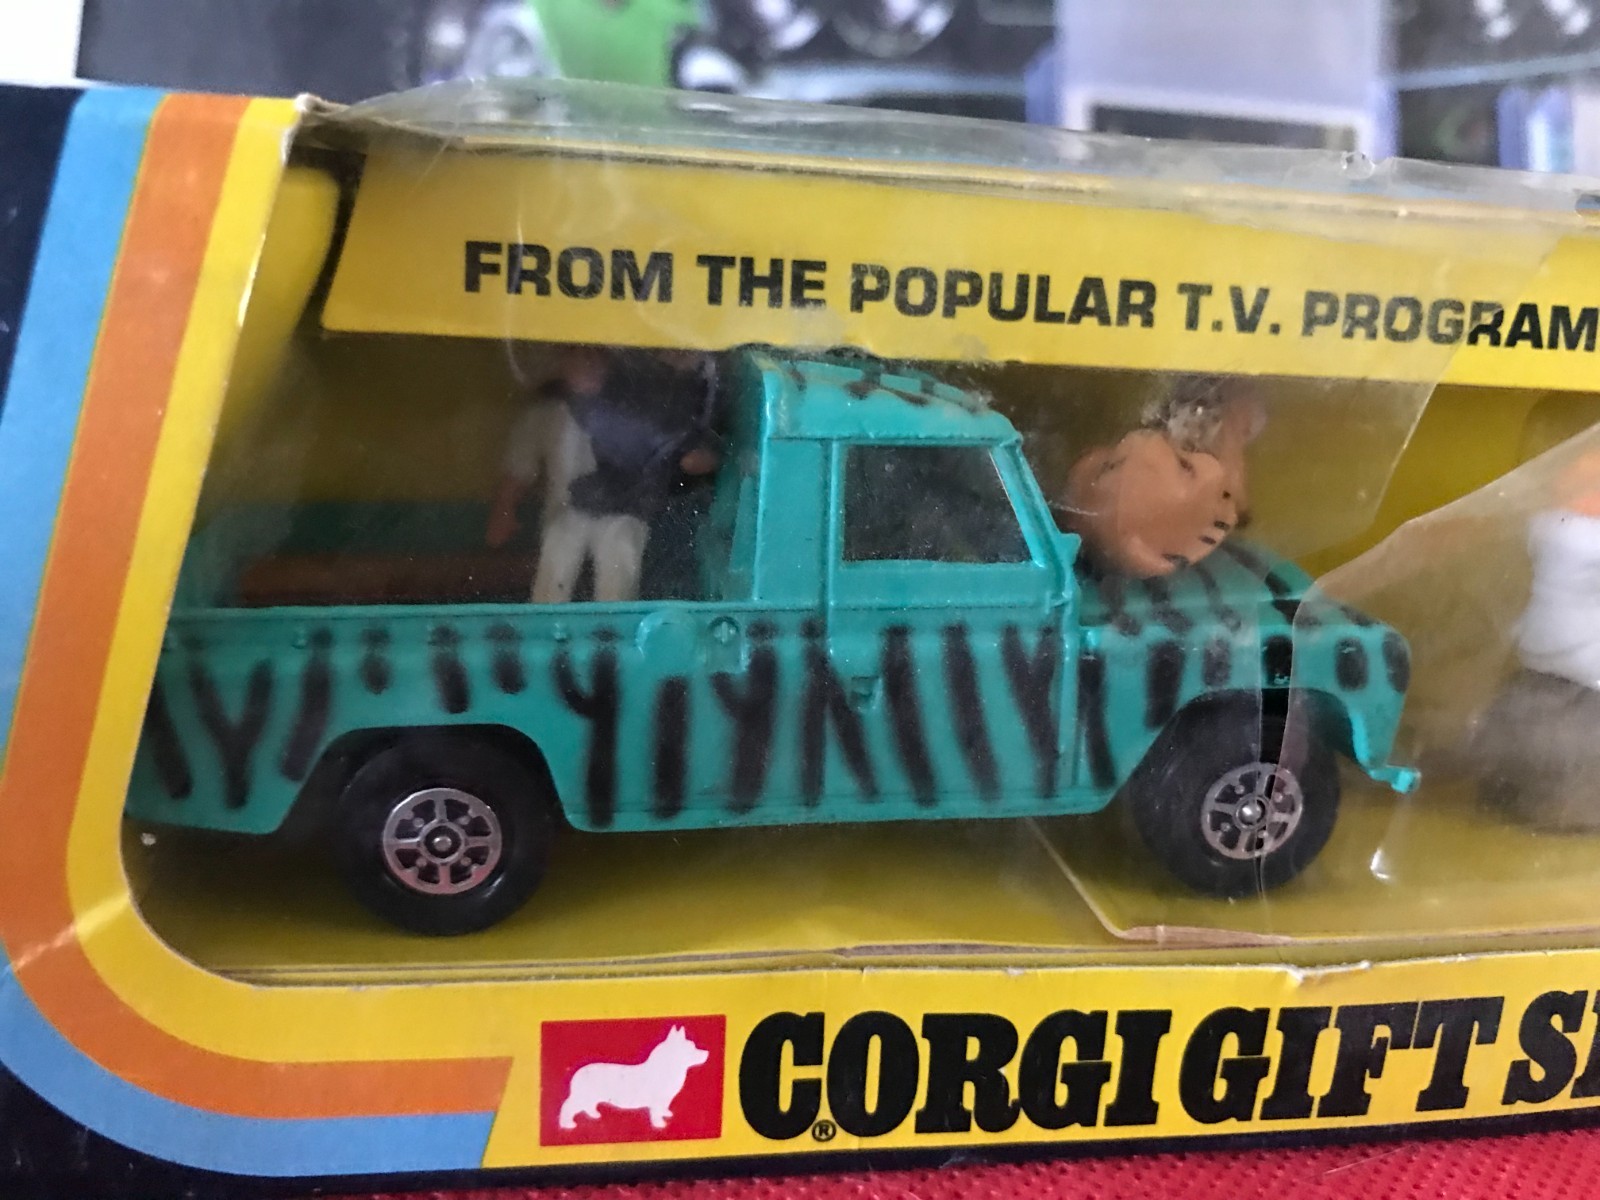 FROM THE POPULAR T.V. PROGRAM
CORGI GIFT S
®